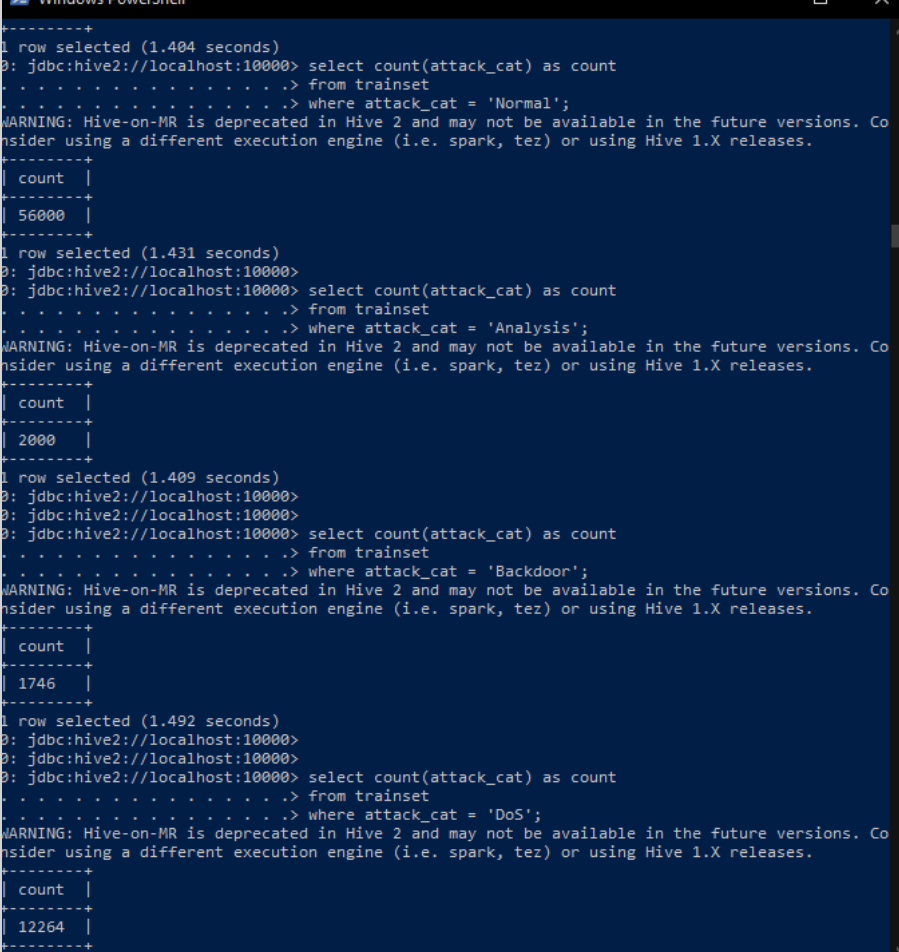 Windows PowerShell
+--------+
1 row selected (1.404 seconds)
0: jdbc:hive2://localhost:10000> select count(attack_cat) as count
. . . . . . . . . . . . . . . .> from trainset
. . . . . . . . . . . . . . . .> where attack_cat = 'Normal';
WARNING: Hive-on-MR is deprecated in Hive 2 and may not be available in the future versions. Co
nsider using a different execution engine (i.e. spark, tez) or using Hive 1.X releases.
+--------+
| count  |
+--------+
| 56000  |
+--------+
1 row selected (1.431 seconds)
0: jdbc:hive2://localhost:10000>
0: jdbc:hive2://localhost:10000> select count(attack_cat) as count
. . . . . . . . . . . . . . . .> from trainset
. . . . . . . . . . . . . . . .> where attack_cat = 'Analysis';
WARNING: Hive-on-MR is deprecated in Hive 2 and may not be available in the future versions. Co
nsider using a different execution engine (i.e. spark, tez) or using Hive 1.X releases.
+--------+
| count  |
+--------+
| 2000   |
+--------+
1 row selected (1.409 seconds)
0: jdbc:hive2://localhost:10000>
0: jdbc:hive2://localhost:10000>
0: jdbc:hive2://localhost:10000> select count(attack_cat) as count
. . . . . . . . . . . . . . . .> from trainset
. . . . . . . . . . . . . . . .> where attack_cat = 'Backdoor';
WARNING: Hive-on-MR is deprecated in Hive 2 and may not be available in the future versions. Co
nsider using a different execution engine (i.e. spark, tez) or using Hive 1.X releases.
+--------+
| count  |
+--------+
| 1746   |
+--------+
1 row selected (1.492 seconds)
0: jdbc:hive2://localhost:10000>
0: jdbc:hive2://localhost:10000>
0: jdbc:hive2://localhost:10000> select count(attack_cat) as count
. . . . . . . . . . . . . . . .> from trainset
. . . . . . . . . . . . . . . .> where attack_cat = 'DoS';
WARNING: Hive-on-MR is deprecated in Hive 2 and may not be available in the future versions. Co
nsider using a different execution engine (i.e. spark, tez) or using Hive 1.X releases.
+--------+
| count  |
+--------+
| 12264  |
+--------+